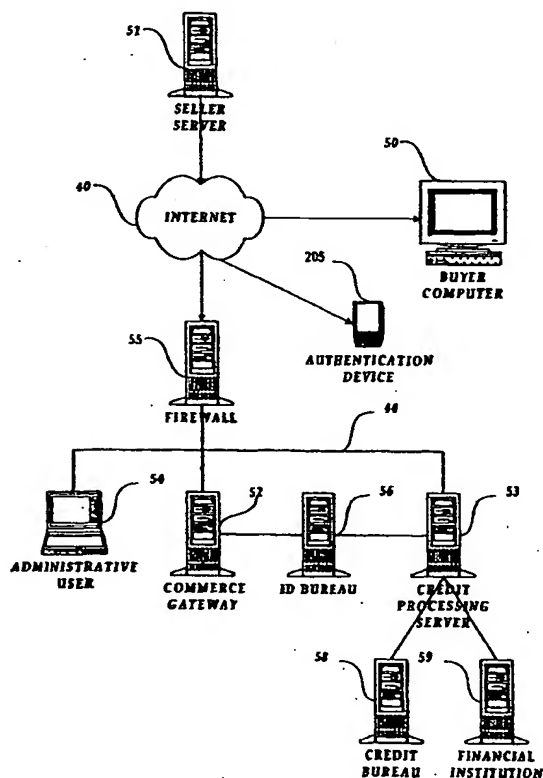 51
SELLER
SERVER
40
INTERNET
50
BUYER
COMPUTER
205
AUTHENTICATION
DEVICE
55
FIREWALL
44
54
ADMINISTRATIVE
USER
52
COMMERCE
GATEWAY
56
ID BUREAU
53
CREDIT
PROCESSING
SERVER
58
CREDIT
BUREAU
59
FINANCIAL
INSTITUTION